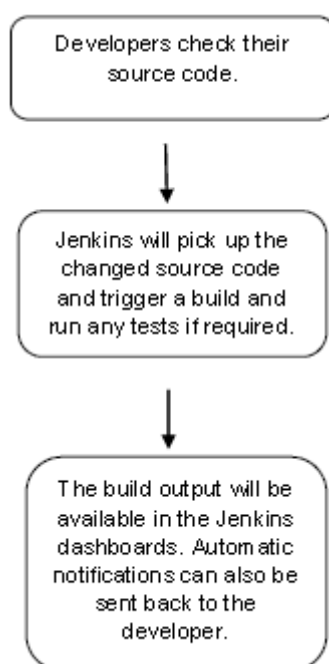 Developers check their
source code.
Jenkins will pick up the
changed source code
and trigger a build and
run any tests if required.
The build output will be
available in the Jenkins
dashboards. Automatic
notifications can also be
sent back to the
developer.